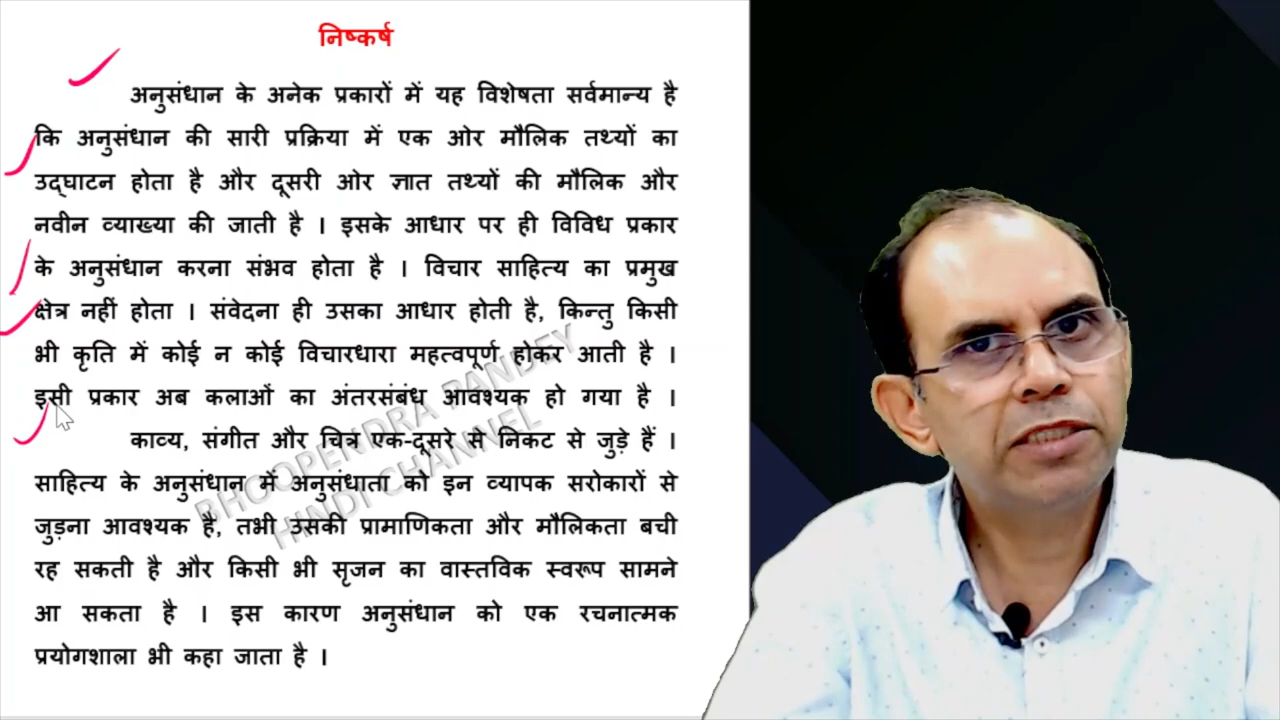 निष्कर्ष
अनुसंधान के अनेक प्रकारों में यह विशेषता सर्वमान्य है
कि अनुसंधान की सारी प्रक्रिया में एक ओर मौलिक तथ्यों का
उद्घाटन होता है और दूसरी ओर ज्ञात तथ्यों की मौलिक और
नवीन व्याख्या की जाती है । इसके आधार पर ही विविध प्रकार
के अनुसंधान करना संभव होता है । विचार साहित्य का प्रमुख
क्षेत्र नहीं होता । संवेदना ही उसका आधार होती है, किन्तु किसी
भी कृति में कोई न कोई विचारधारा महत्वपूर्ण होकर आती है ।
इसी प्रकार अब कलाओं का अंतरसंबंध आवश्यक हो गया है ।
काव्य, संगीत और चित्र एक-दूसरे से निकट से जुड़े हैं ।
साहित्य के अनुसंधान में अनुसंधाता को इन व्यापक सरोकारों से
जुड़ना आवश्यक है, तभी उसकी प्रामाणिकता और मौलिकता बची
रह सकती है और किसी भी सृजन का वास्तविक स्वरूप सामने
आ सकता है । इस कारण अनुसंधान को एक रचनात्मक
प्रयोगशाला भी कहा जाता है ।
BHOOPENDRA PANDEY
HINDI CHANNEL